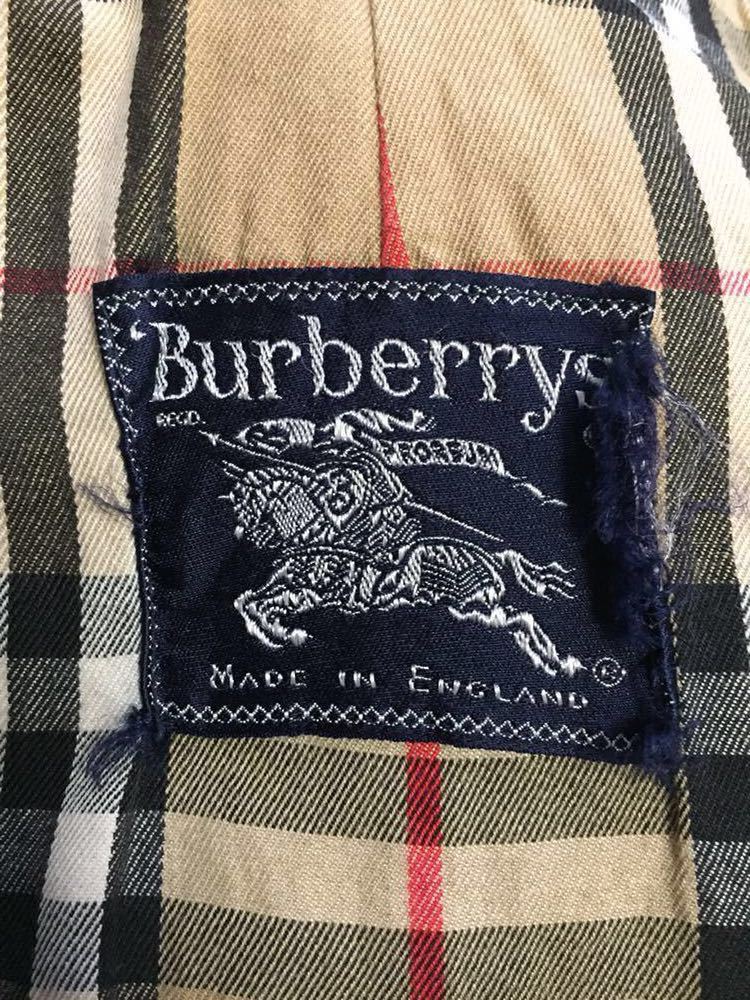 Burberrys
REGD.
PRORSUM
MADE IN ENGLAND ©